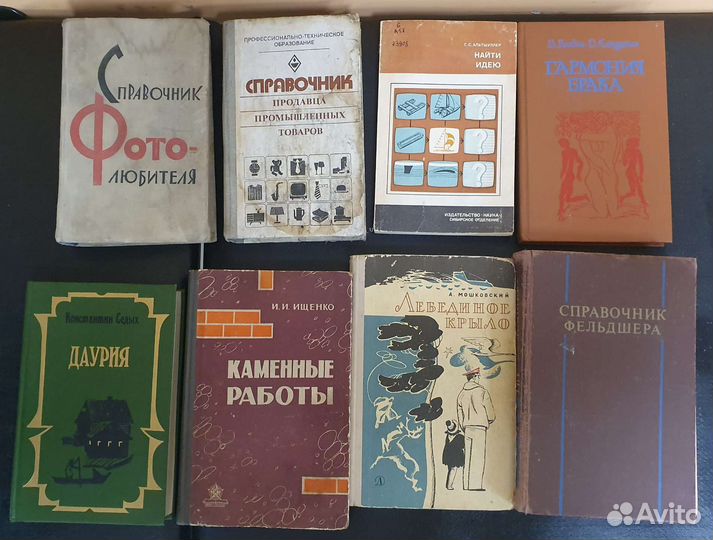 СПРАВОЧНИК
ФОТО-
ЛЮБИТЕЛЯ
ПРОФЕССИОНАЛЬНО-ТЕХНИЧЕСКОЕ
ОБРАЗОВАНИЕ
СПРАВОЧНИК
ПРОДАВЦА
ПРОМЫШЛЕННЫХ
ТОВАРОВ
Г. С. АЛЬТШУЛЛЕР
НАЙТИ
ИДЕЮ
? ? ?
ИЗДАТЕЛЬСТВО «НАУКА»
СИБИРСКОЕ ОТДЕЛЕНИЕ
ГАРМОНИЯ
БРАКА
Константин Седых
ДАУРИЯ
И. И. ИЩЕНКО
КАМЕННЫЕ
РАБОТЫ
А. МОШКОВСКИЙ
ЛЕБЕДИНОЕ
КРЫЛО
СПРАВОЧНИК
ФЕЛЬДШЕРА
Avito